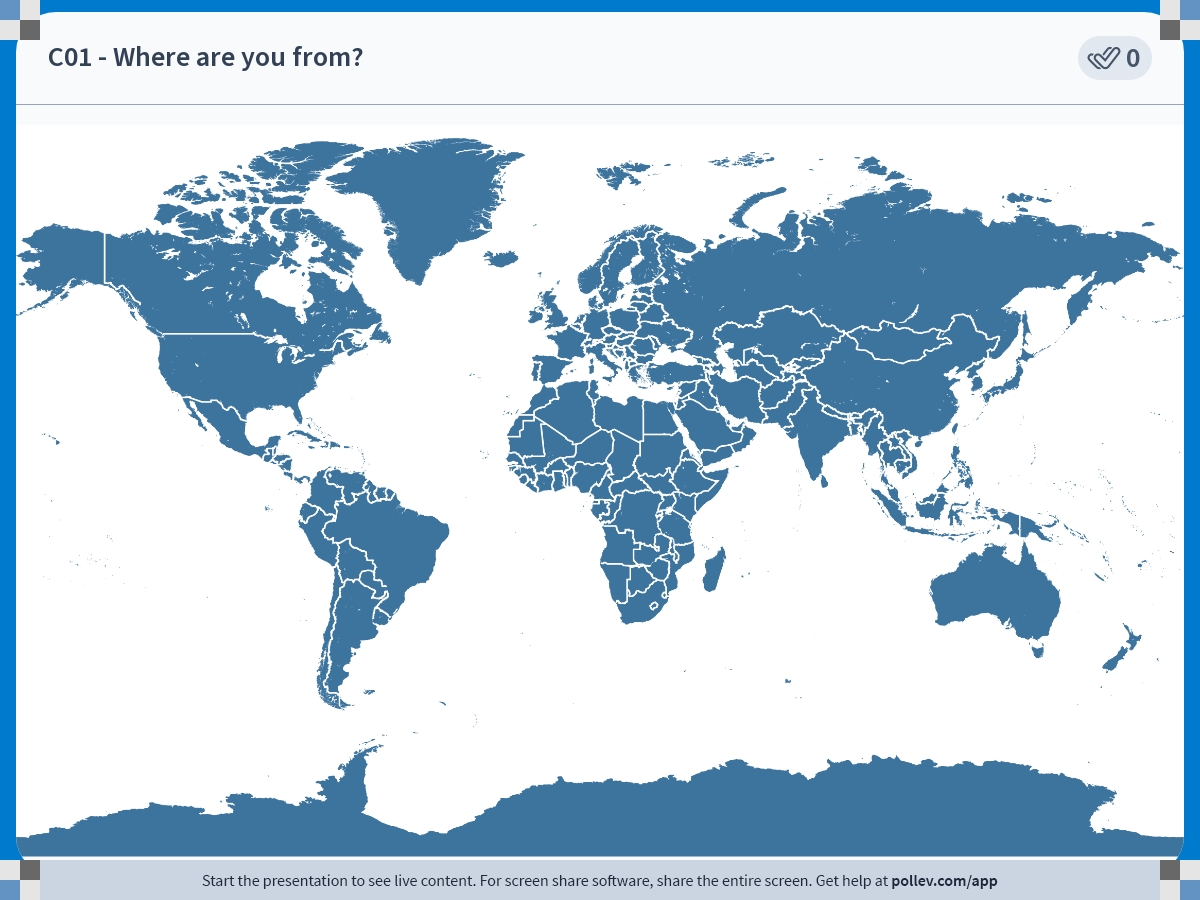 C01 - Where are you from?
0
Start the presentation to see live content. For screen share software, share the entire screen. Get help at pollev.com/app